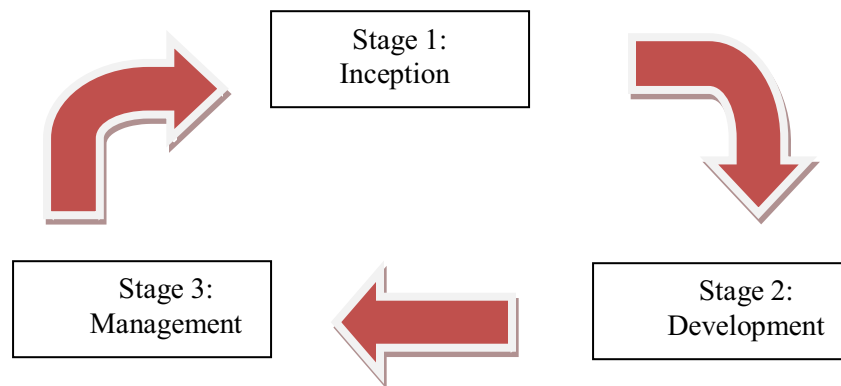 Stage 1:
Inception
Stage 3:
Management
Stage 2:
Development